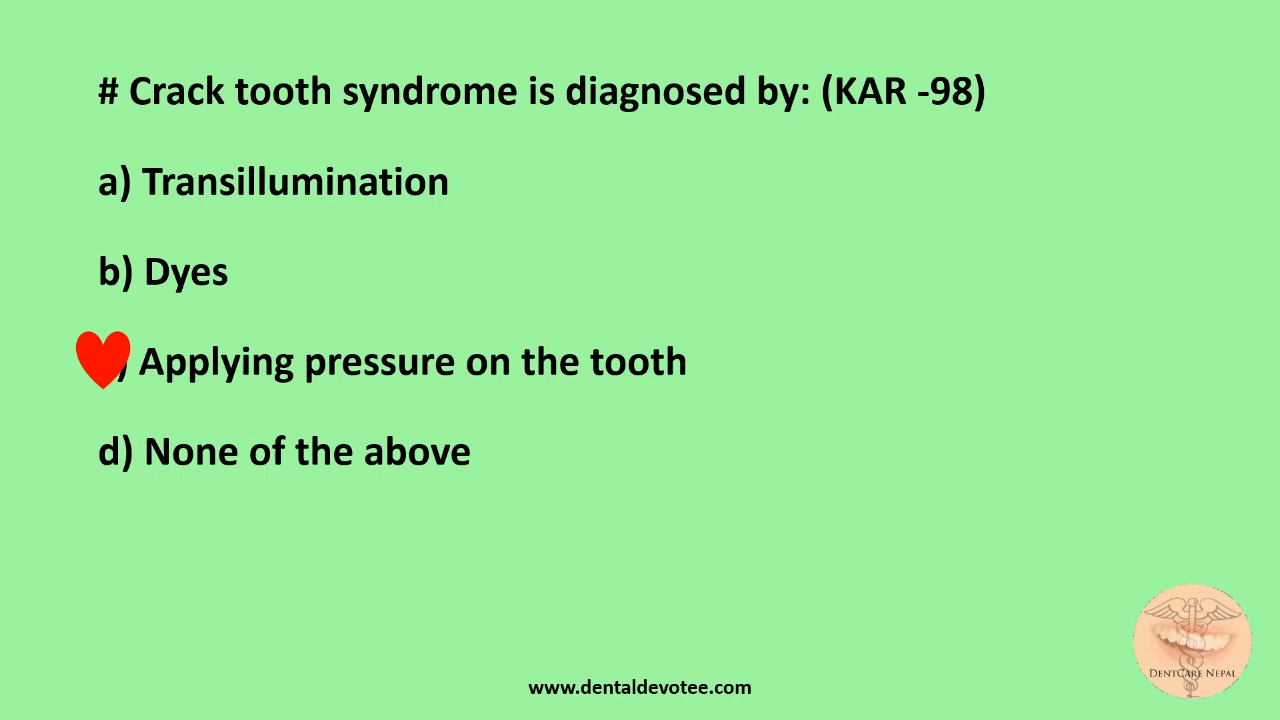 # Crack tooth syndrome is diagnosed by: (KAR -98)
a) Transillumination
b) Dyes
) Applying pressure on the tooth
d) None of the above
DENTCARE NEPAL
www.dentaldevotee.com